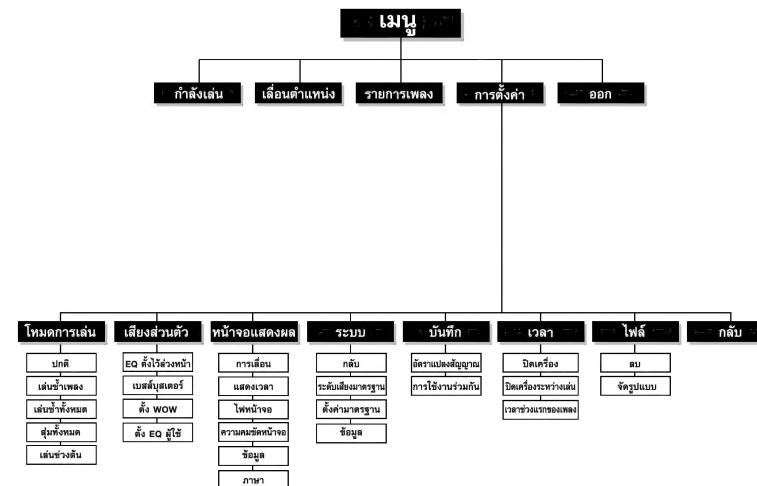 เมนู
กำลังเล่น
เลื่อนตำแหน่ง
รายการเพลง
การตั้งค่า
ออก
โหมดการเล่น
ปกติ
เล่นซ้ำเพลง
เล่นซ้ำทั้งหมด
สุ่มทั้งหมด
เล่นช่วงต้น
เสียงส่วนตัว
EQ ตั้งไว้ล่วงหน้า
เบสส์บูสเตอร์
ตั้ง WOW
ตั้ง EQ ผู้ใช้
หน้าจอแสดงผล
การเลื่อน
แสดงเวลา
ไฟหน้าจอ
ความคมชัดหน้าจอ
ข้อมูล
ภาษา
ระบบ
กลับ
ระดับเสียงมาตรฐาน
ตั้งค่ามาตรฐาน
ข้อมูล
บันทึก
อัตราแปลงสัญญาณ
การใช้งานร่วมกัน
เวลา
ปิดเครื่อง
ปิดเครื่องระหว่างเล่น
เวลาช่วงแรกของเพลง
ไฟล์
ลบ
จัดรูปแบบ
กลับ